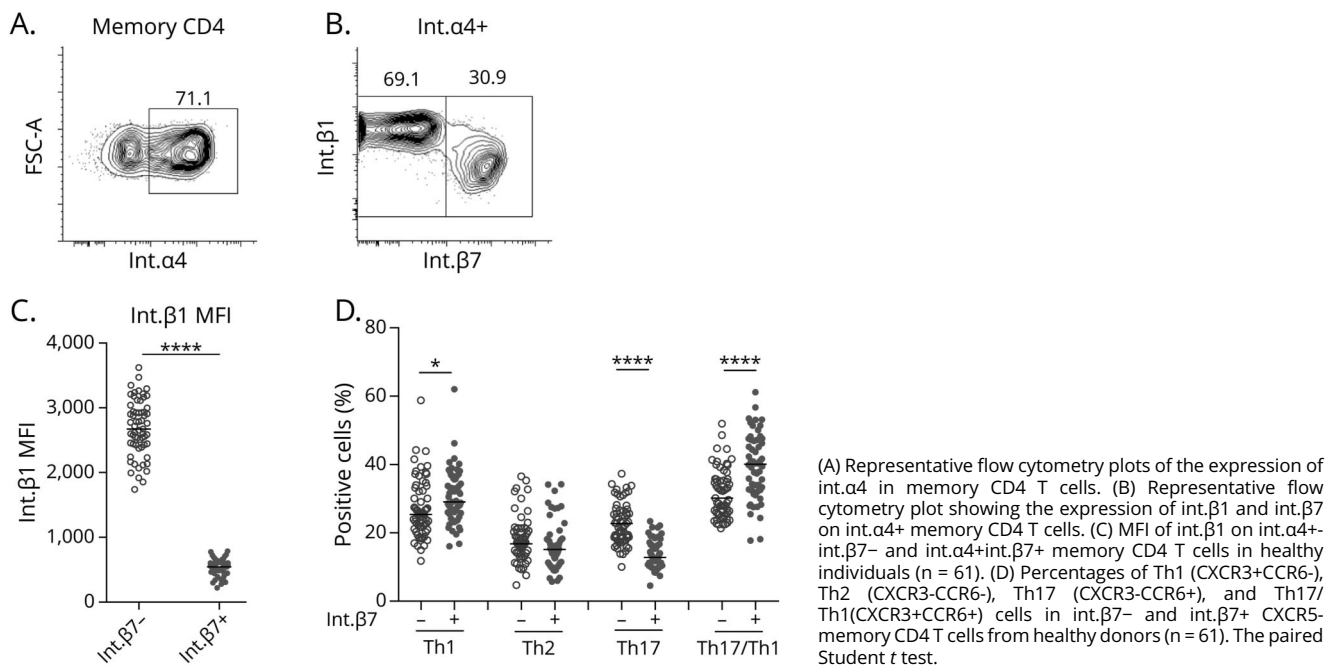 A.
Memory CD4
71.1
FSC-A
Int.α4
B.
Int.α4+
69.1
30.9
Int.β1
Int.β7
C.
Int.β1 MFI
****
4,000
3,000
2,000
1,000
0
Int.β1 MFI
Int.β7−
Int.β7+
D.
80
60
40
20
0
Positive cells (%)
*
****
****
Int.β7
− + − + − + − +
Th1 Th2 Th17 Th17/Th1
(A) Representative flow cytometry plots of the expression of
int.α4 in memory CD4 T cells. (B) Representative flow
cytometry plot showing the expression of int.β1 and int.β7
on int.α4+ memory CD4 T cells. (C) MFI of int.β1 on int.α4+-
int.β7− and int.α4+int.β7+ memory CD4 T cells in healthy
individuals (n = 61). (D) Percentages of Th1 (CXCR3+CCR6-),
Th2 (CXCR3-CCR6-), Th17 (CXCR3-CCR6+), and Th17/
Th1(CXCR3+CCR6+) cells in int.β7− and int.β7+ CXCR5-
memory CD4 T cells from healthy donors (n = 61). The paired
Student t test.